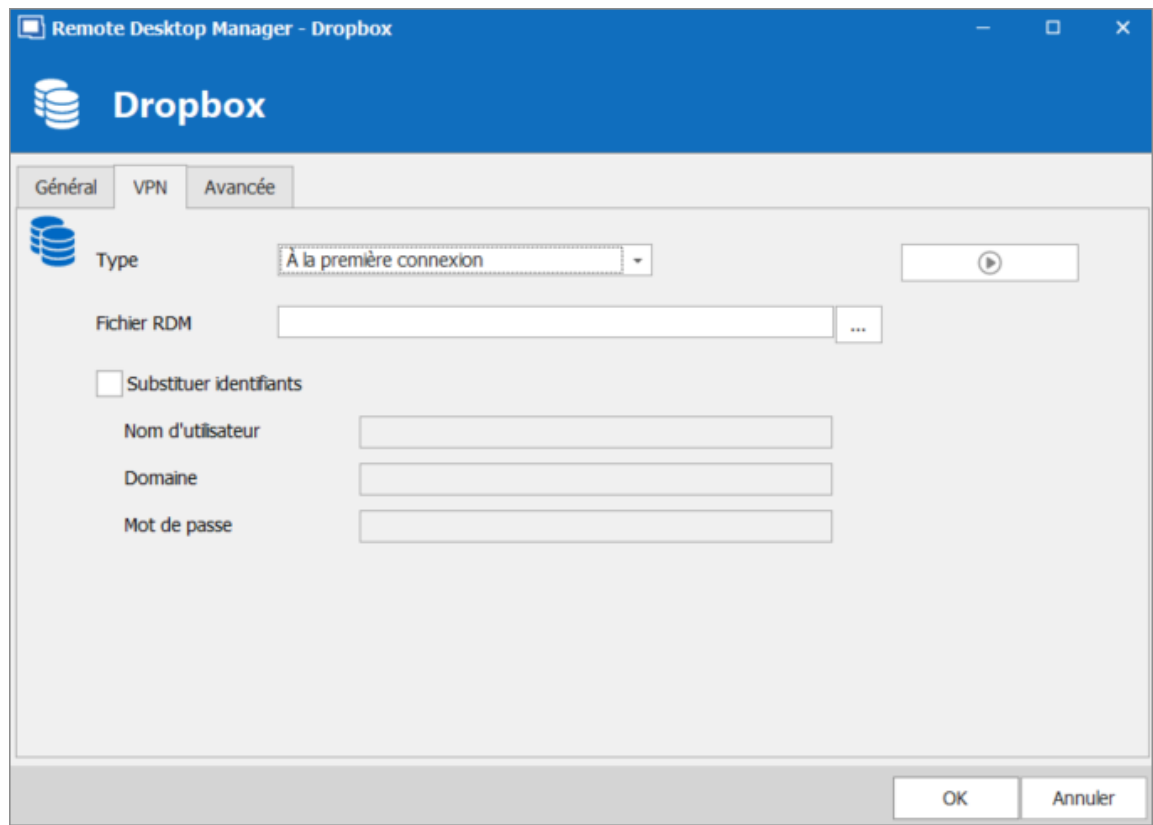 Remote Desktop Manager - Dropbox
Dropbox
Général VPN Avancée
Type À la première connexion
Fichier RDM ...
Substituer identifiants
Nom d'utilisateur
Domaine
Mot de passe
OK Annuler